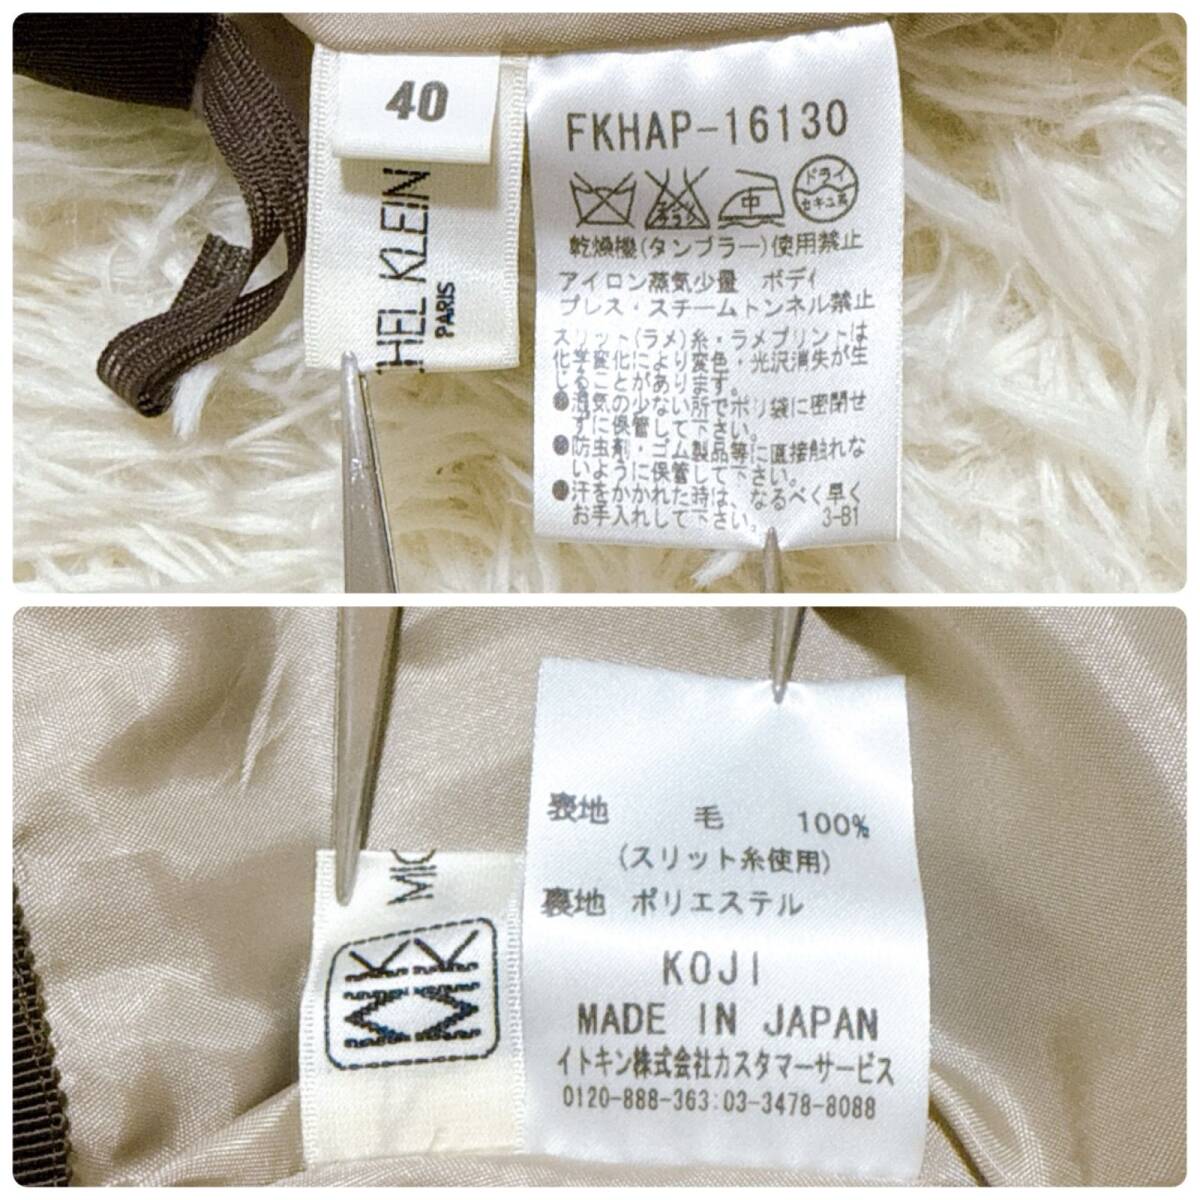 40
CHEL KLEIN
PARIS
FKHAP-16130
中
ドライ
セキユ系
乾燥機(タンブラー)使用禁止
アイロン蒸気少量 ボディ
プレス・スチームトンネル禁止
スリット(ラメ)糸・ラメプリントは
化学変化により変色・光沢消失が生
じることがあります。
湿気の少ない所でポリ袋に密閉せ
ずに保管して下さい。
防虫剤・ゴム製品等に直接触れな
いように保管して下さい。
汗をかかれた時は、なるべく早く
お手入れして下さい。 3-B1
MIC
MK
表地 毛 100%
(スリット糸使用)
裏地 ポリエステル
KOJI
MADE IN JAPAN
イトキン株式会社カスタマーサービス
0120-888-363:03-3478-8088